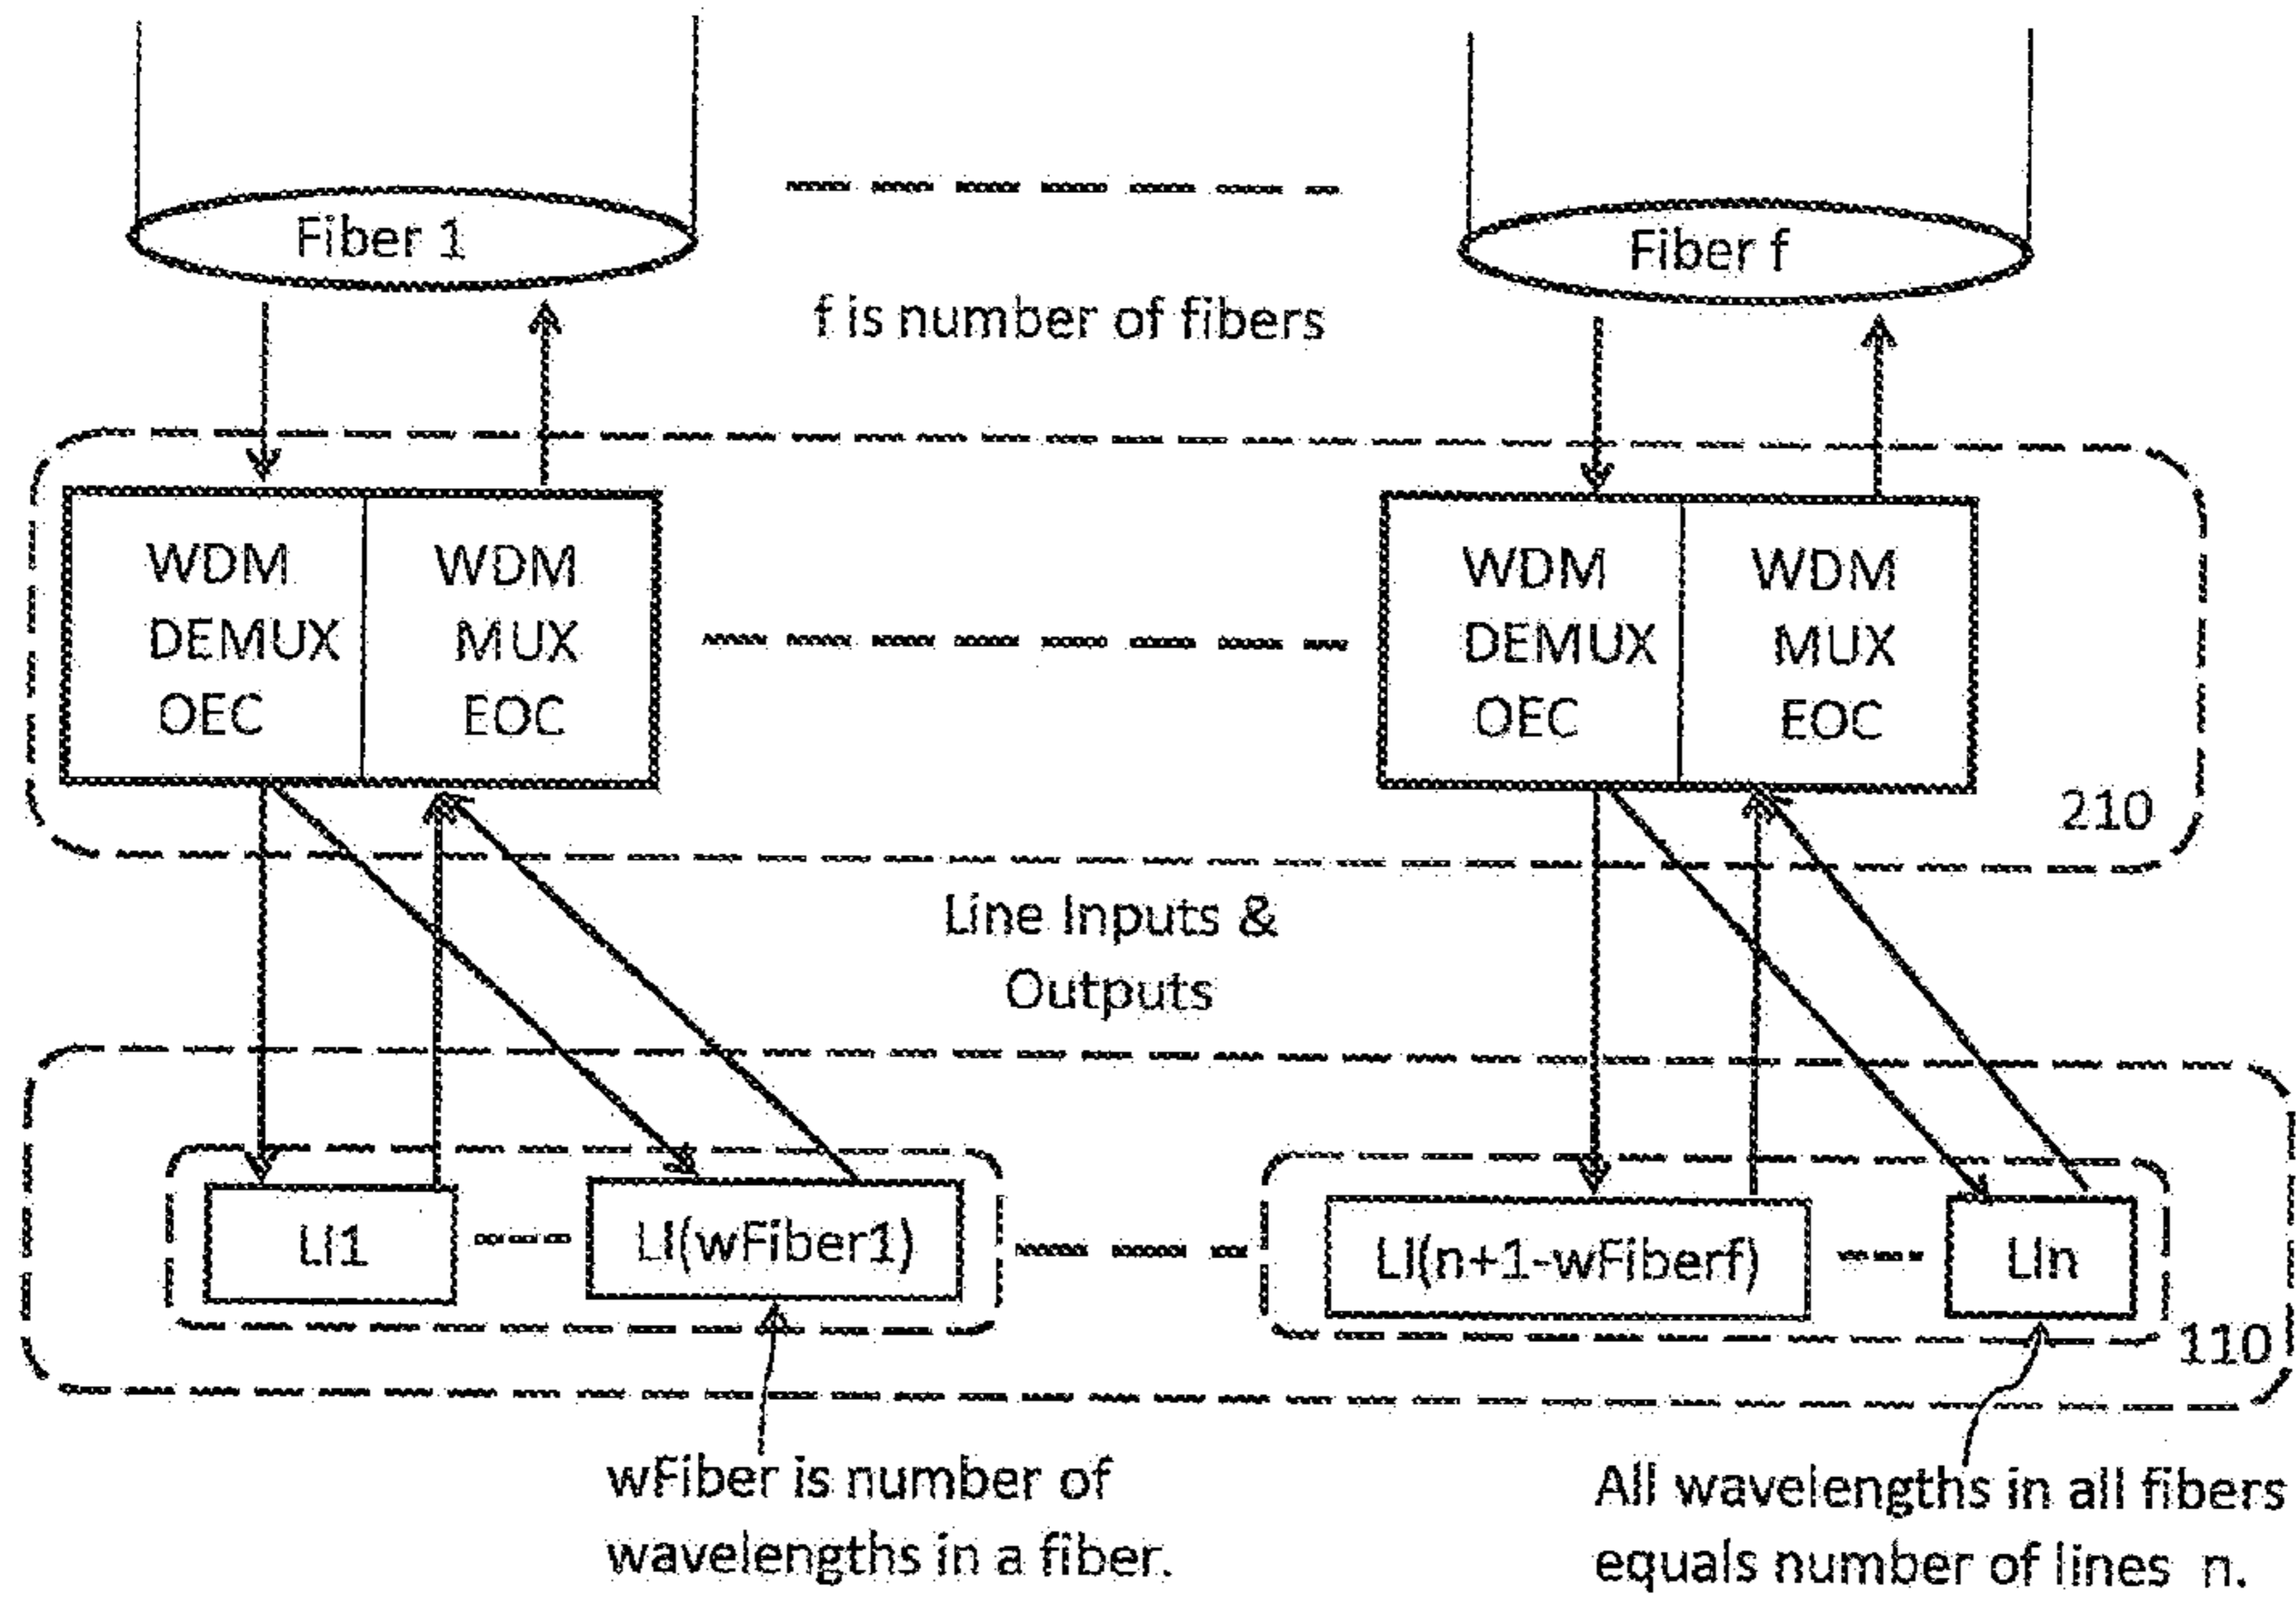 Fiber 1
Fiber f
f is number of fibers
WDM
DEMUX
OEC
WDM
MUX
EOC
WDM
DEMUX
OEC
WDM
MUX
EOC
210
Line Inputs &
Outputs
LI1
LI(wFiber1)
LI(n+1-wFiberf)
LIn
110
wFiber is number of
wavelengths in a fiber.
All wavelengths in all fibers
equals number of lines n.